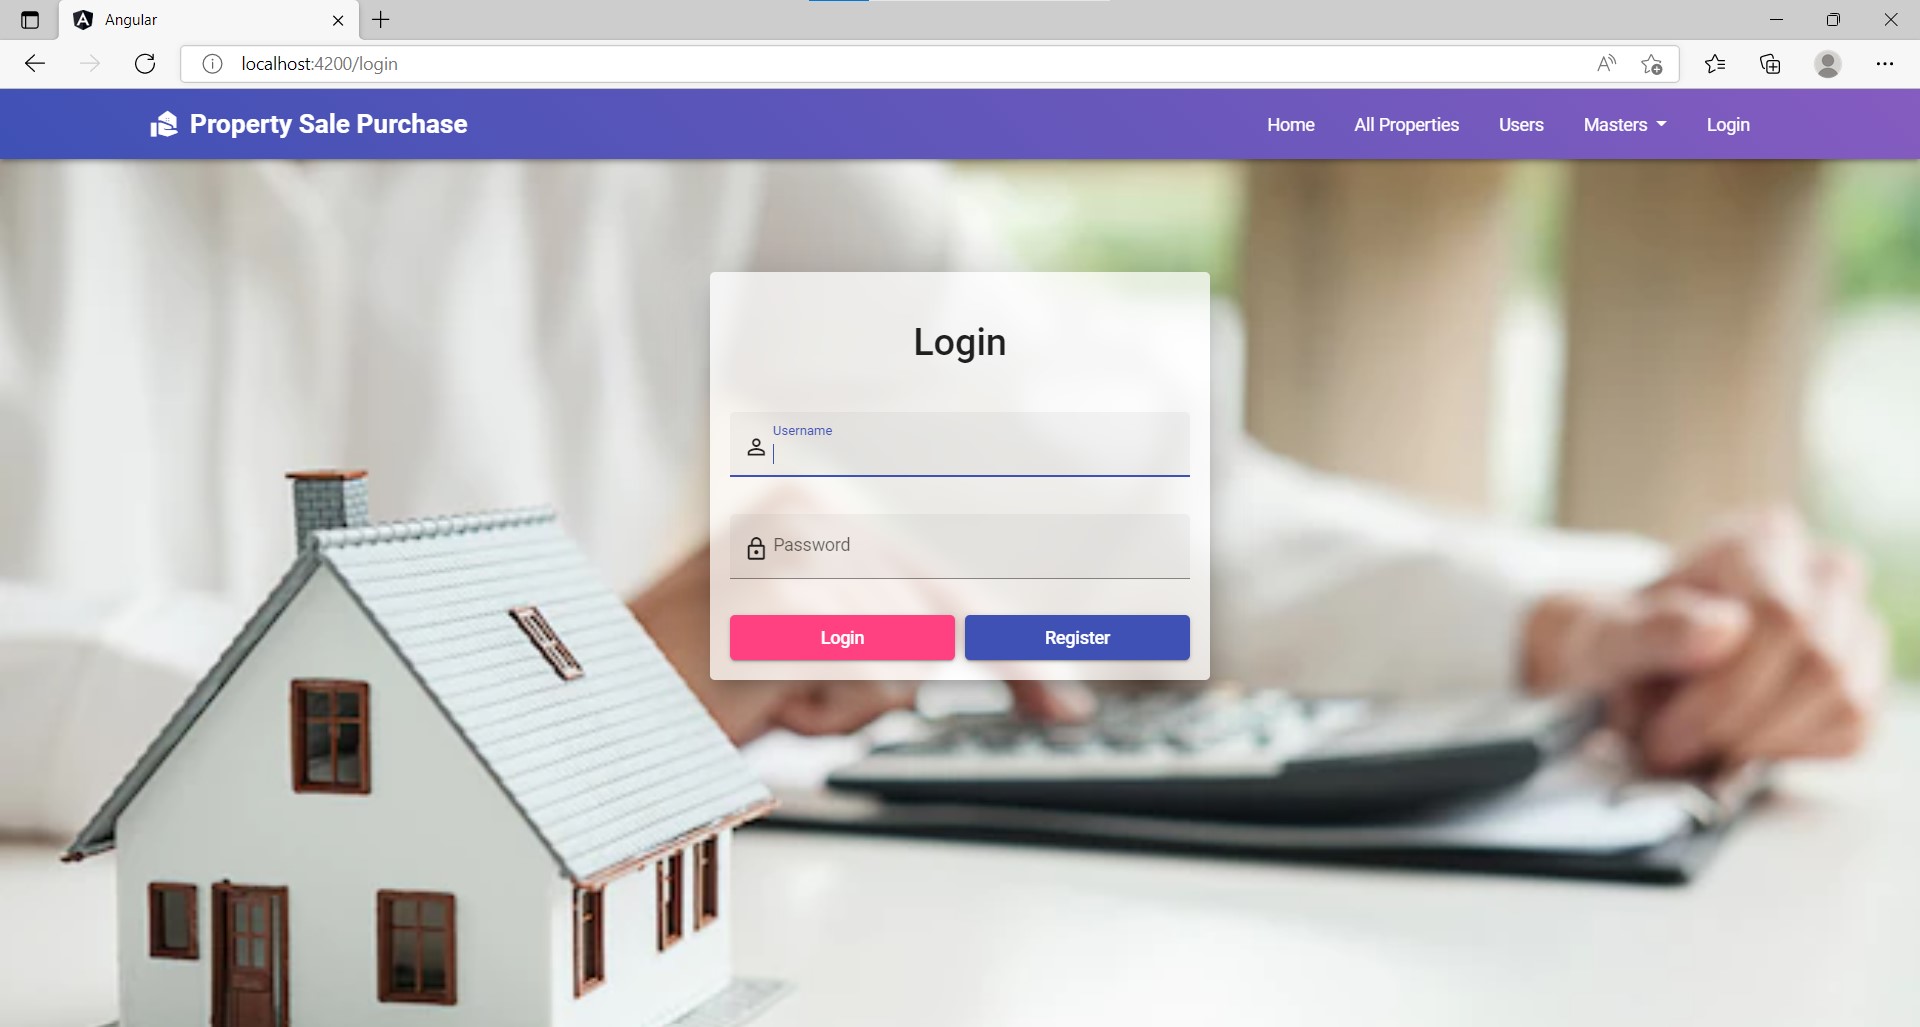 Angular
localhost:4200/login
Property Sale Purchase
Home All Properties Users Masters Login
Login
Username
Password
Login Register